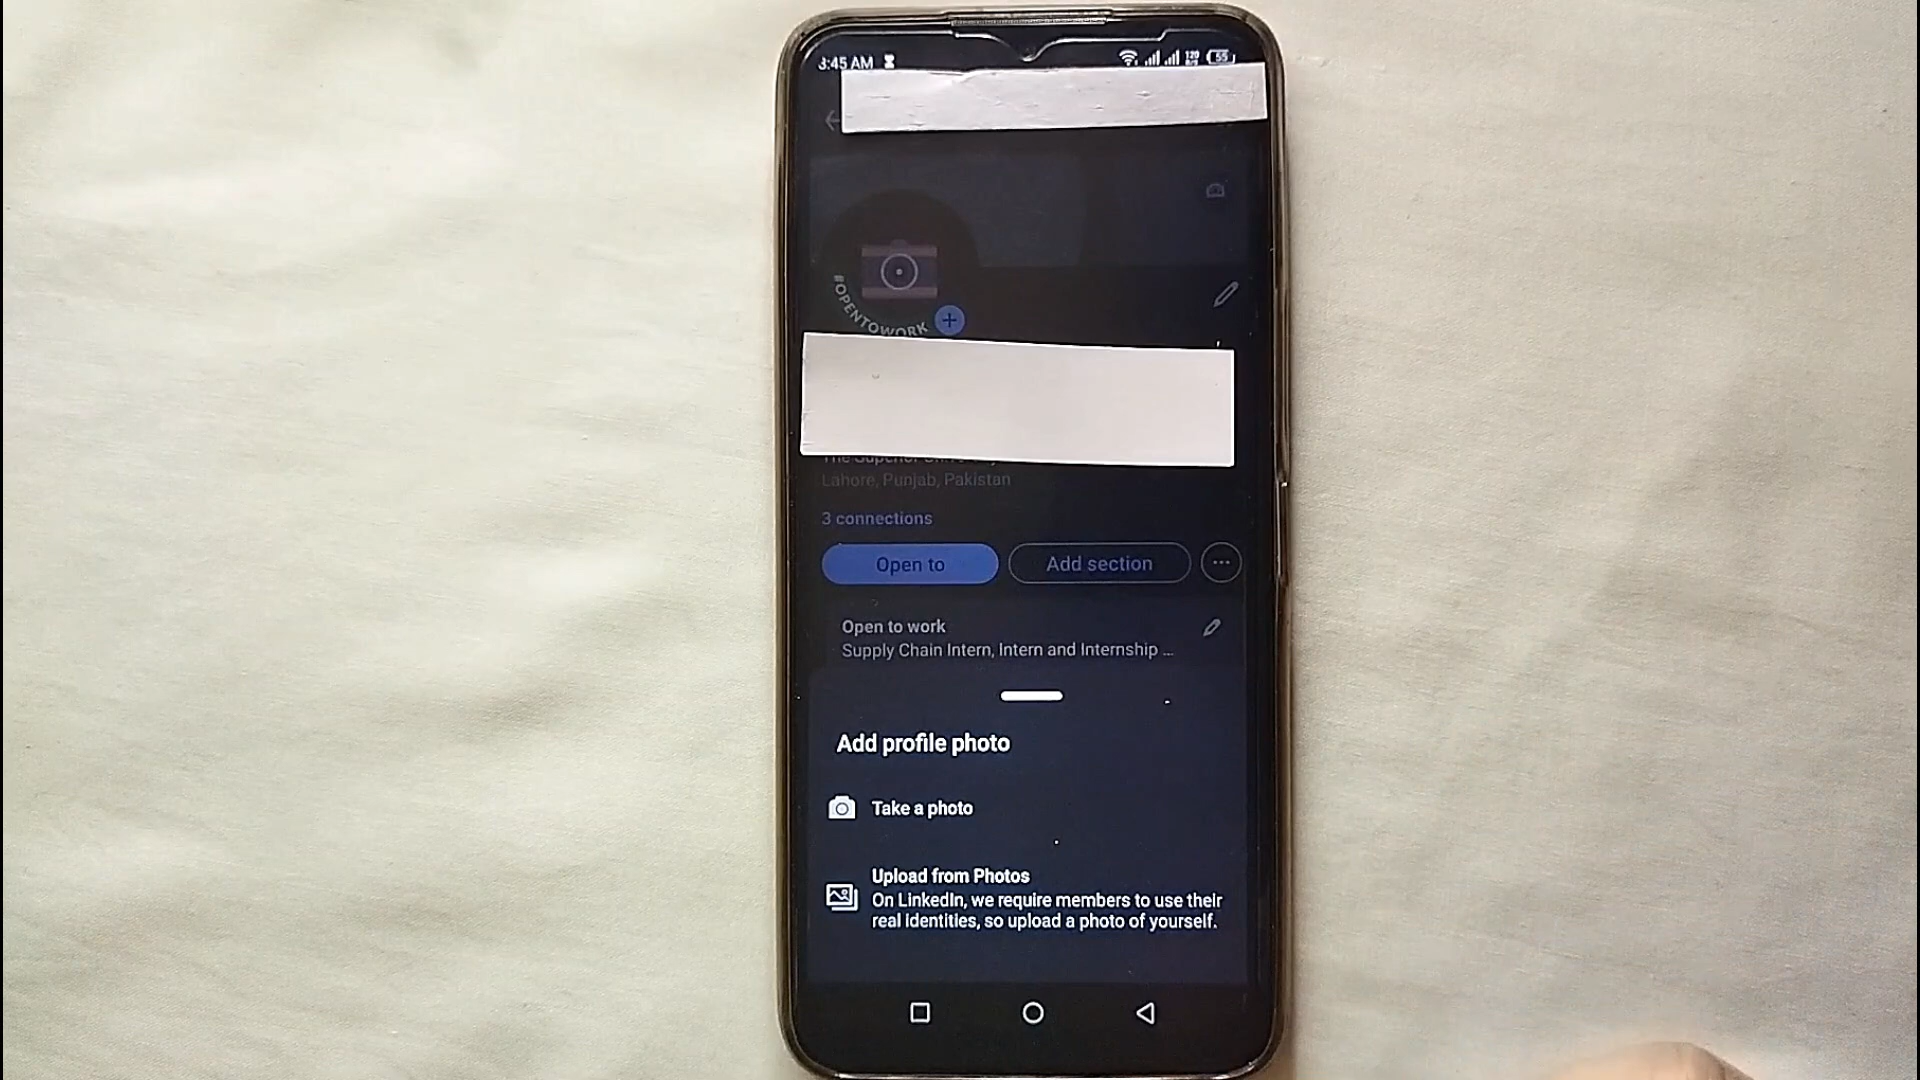 3:45 AM
55
#OPENTOWORK
Lahore, Punjab, Pakistan
3 connections
Open to
Add section
Open to work
Supply Chain Intern, Intern and Internship ...
Add profile photo
Take a photo
Upload from Photos
On LinkedIn, we require members to use their
real identities, so upload a photo of yourself.